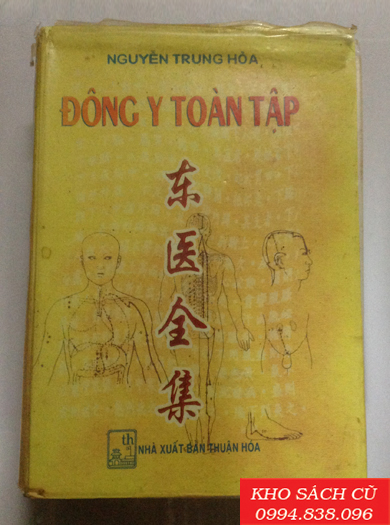 NGUYỄN TRUNG HÒA
ĐÔNG Y TOÀN TẬP
东
医
全
集
th
NHÀ XUẤT BẢN THUẬN HÓA
KHO SÁCH CŨ
0994.838.096